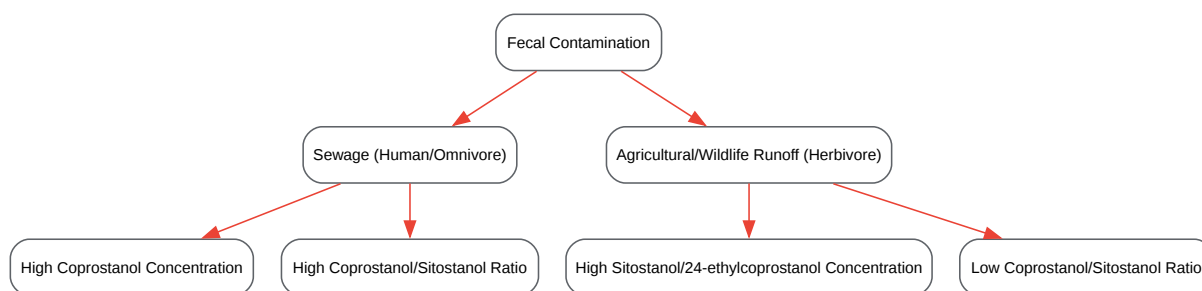 Fecal Contamination
Sewage (Human/Omnivore)
Agricultural/Wildlife Runoff (Herbivore)
High Coprostanol Concentration
High Coprostanol/Sitostanol Ratio
High Sitostanol/24-ethylcoprostanol Concentration
Low Coprostanol/Sitostanol Ratio